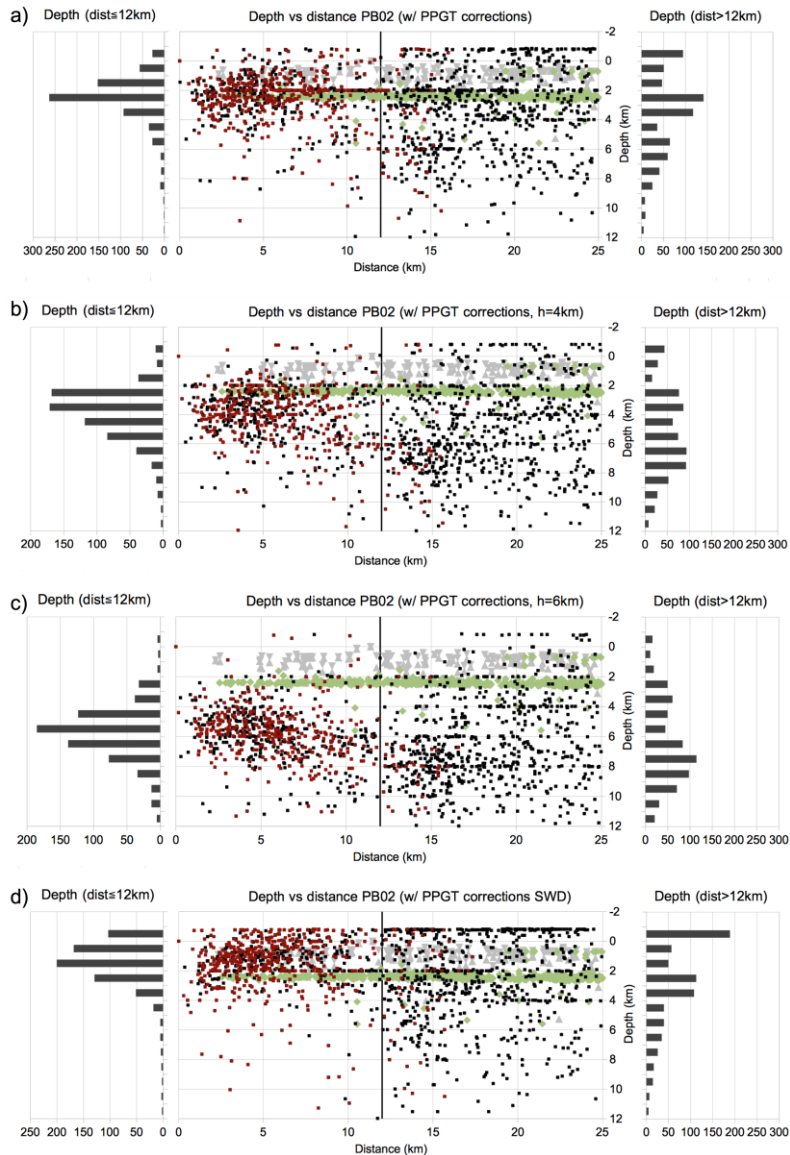 a) Depth (dist≦12km) Depth vs distance PB02 (w/ PPGT corrections) Depth (dist>12km)
-2
0
2
4
6
8
10
12
Depth (km)
300 250 200 150 100 50 0
0 5 10 15 20 25
0 50 100 150 200 250 300
Distance (km)
b) Depth (dist≦12km) Depth vs distance PB02 (w/ PPGT corrections, h=4km) Depth (dist>12km)
-2
0
2
4
6
8
10
12
Depth (km)
200 150 100 50 0
0 5 10 15 20 25
0 50 100 150 200 250 300
Distance (km)
c) Depth (dist≦12km) Depth vs distance PB02 (w/ PPGT corrections, h=6km) Depth (dist>12km)
-2
0
2
4
6
8
10
12
Depth (km)
200 150 100 50 0
0 5 10 15 20 25
0 50 100 150 200 250 300
Distance (km)
d) Depth (dist≦12km) Depth vs distance PB02 (w/ PPGT corrections SWD) Depth (dist>12km)
-2
0
2
4
6
8
10
12
Depth (km)
250 200 150 100 50 0
0 5 10 15 20 25
0 50 100 150 200 250 300
Distance (km)